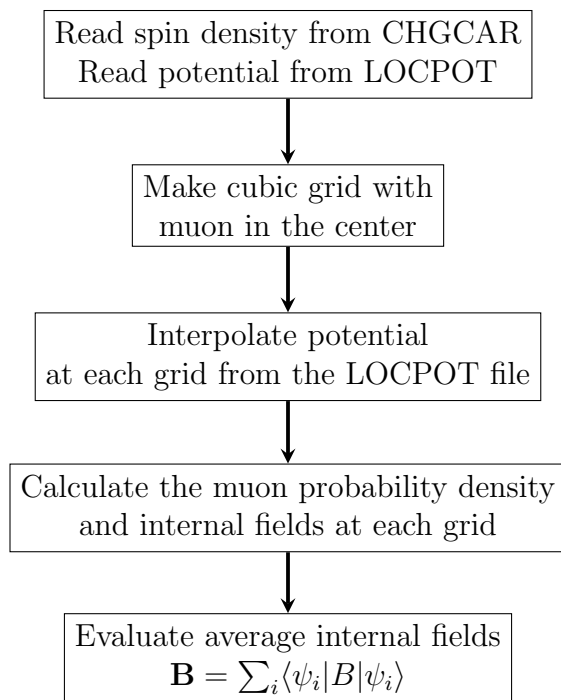 Read spin density from CHGCAR
Read potential from LOCPOT
Make cubic grid with
muon in the center
Interpolate potential
at each grid from the LOCPOT file
Calculate the muon probability density
and internal fields at each grid
Evaluate average internal fields
B = ∑ᵢ⟨ψᵢ|B|ψᵢ⟩